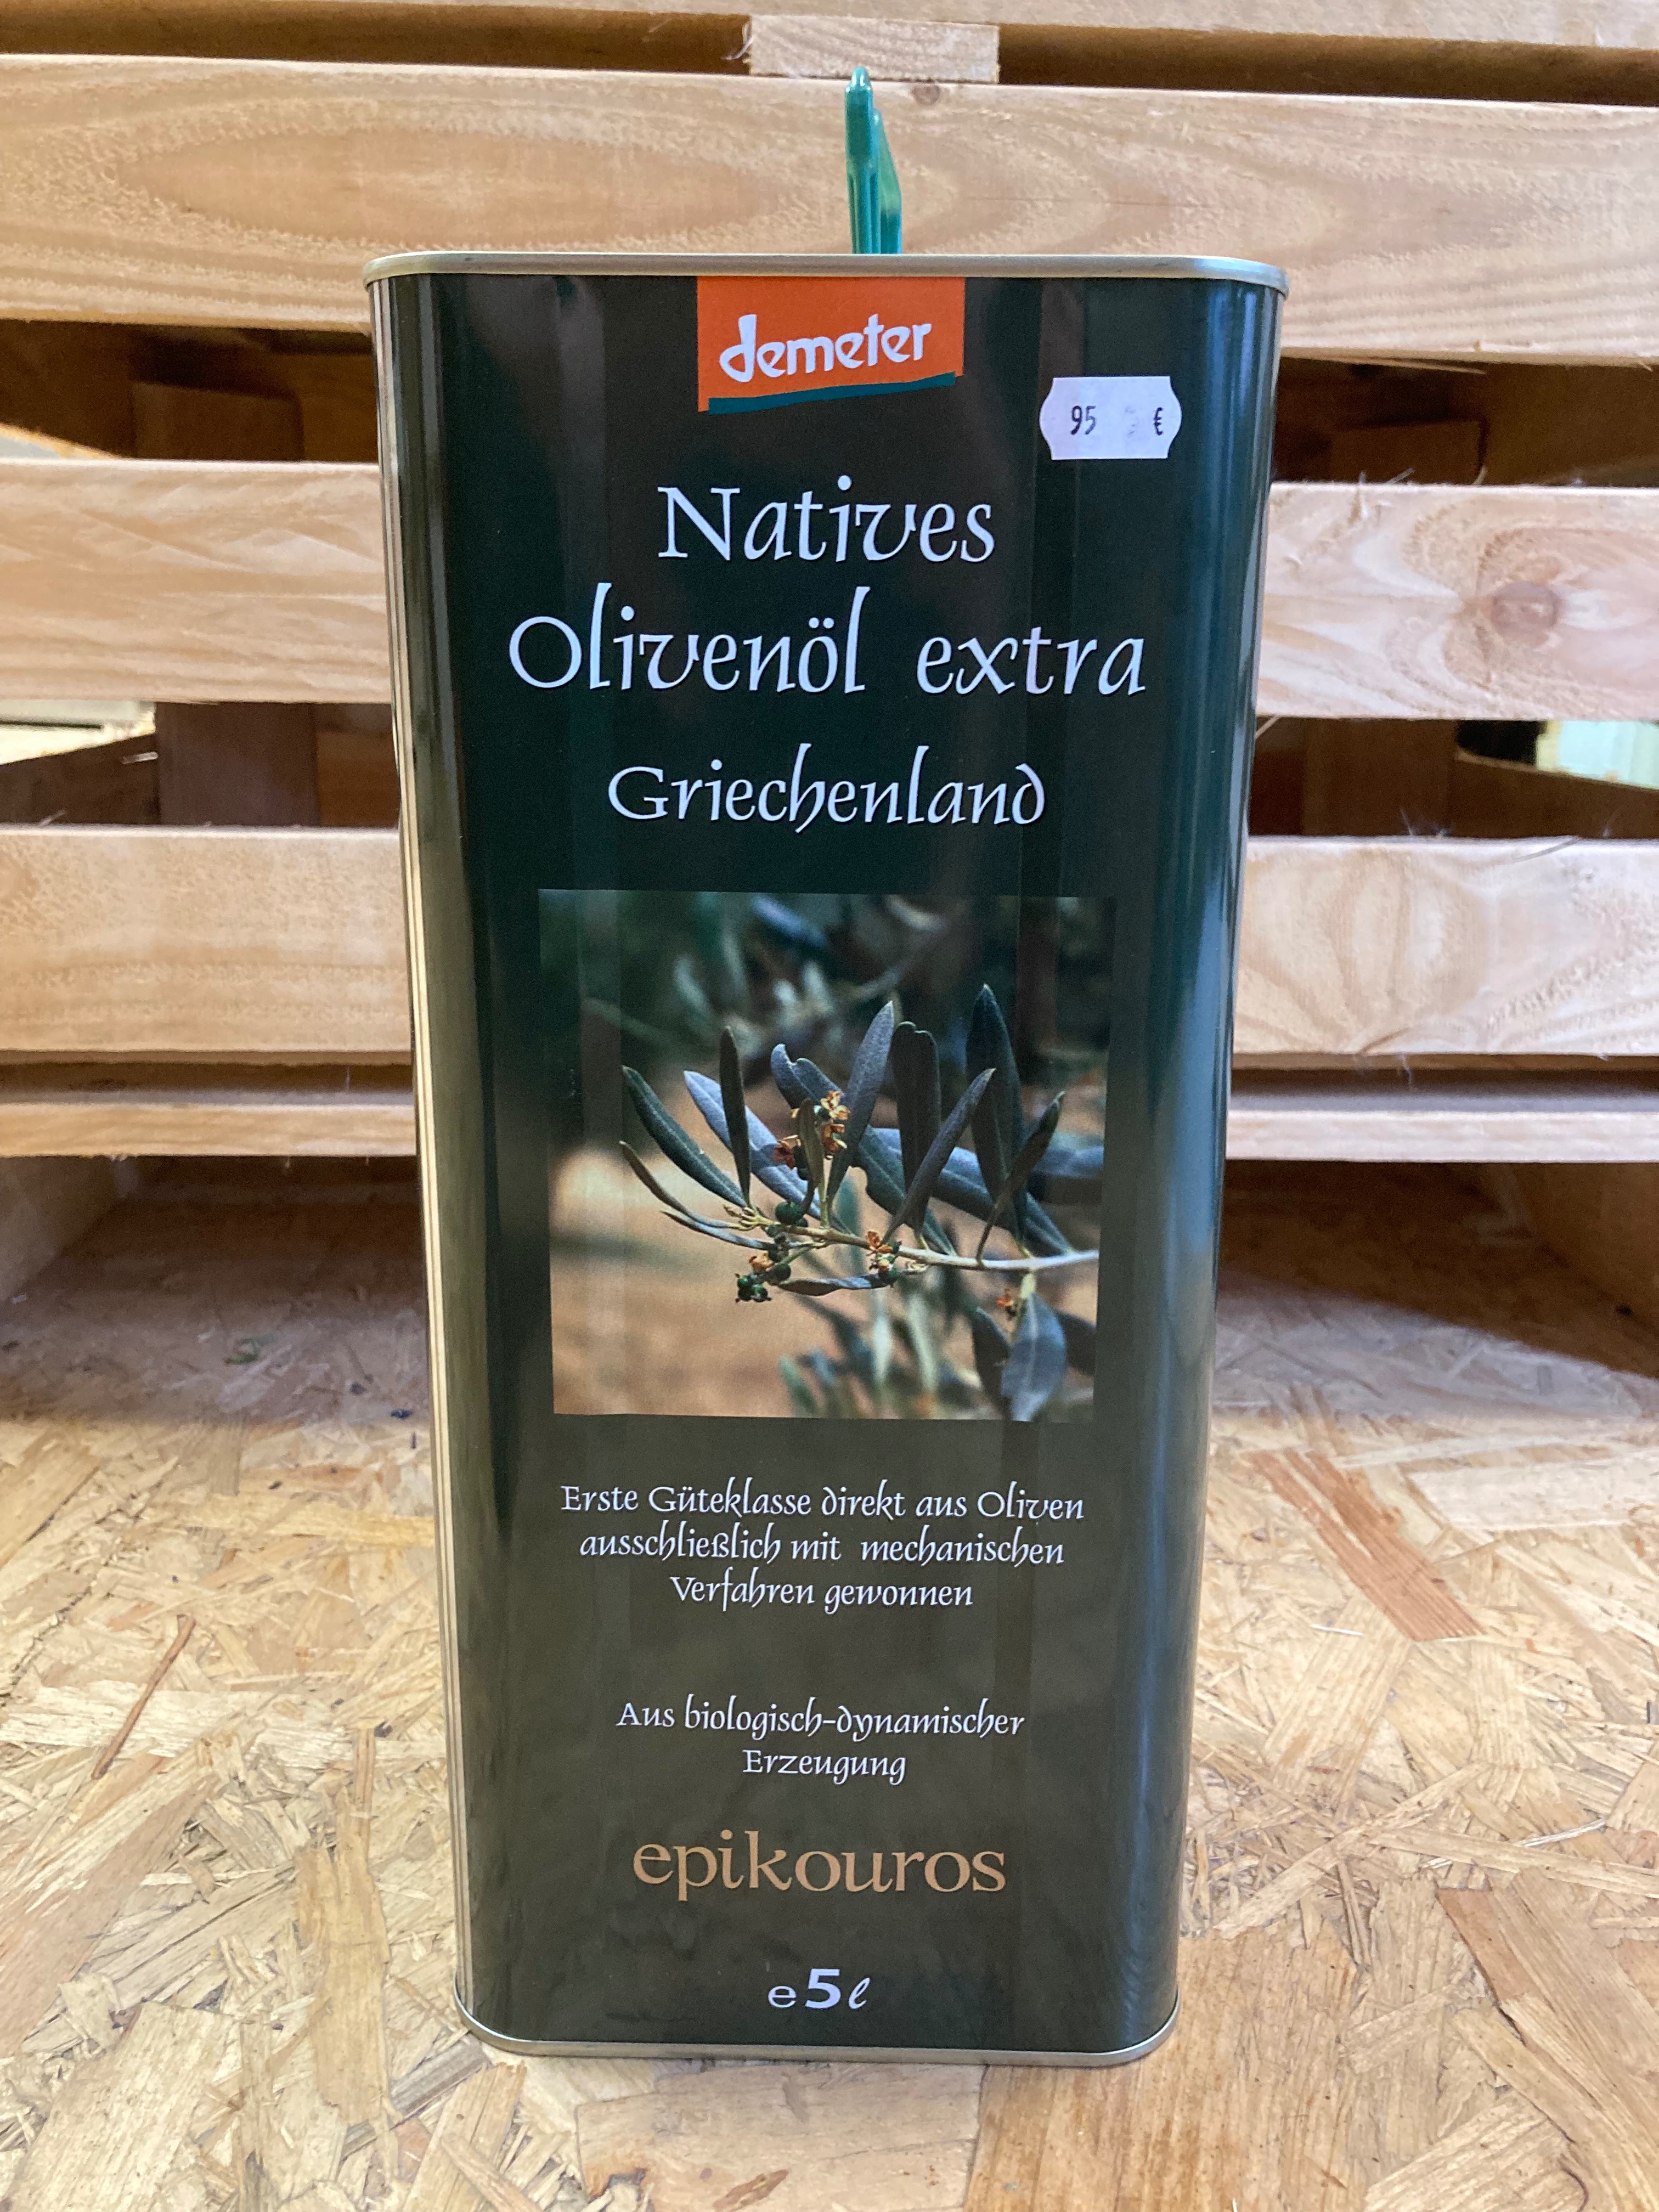 demeter
95 €
Natives
Olivenöl extra
Griechenland
Erste Güteklasse direkt aus Oliven
ausschließlich mit mechanischen
Verfahren gewonnen
Aus biologisch-dynamischer
Erzeugung
epikouros
e 5 l